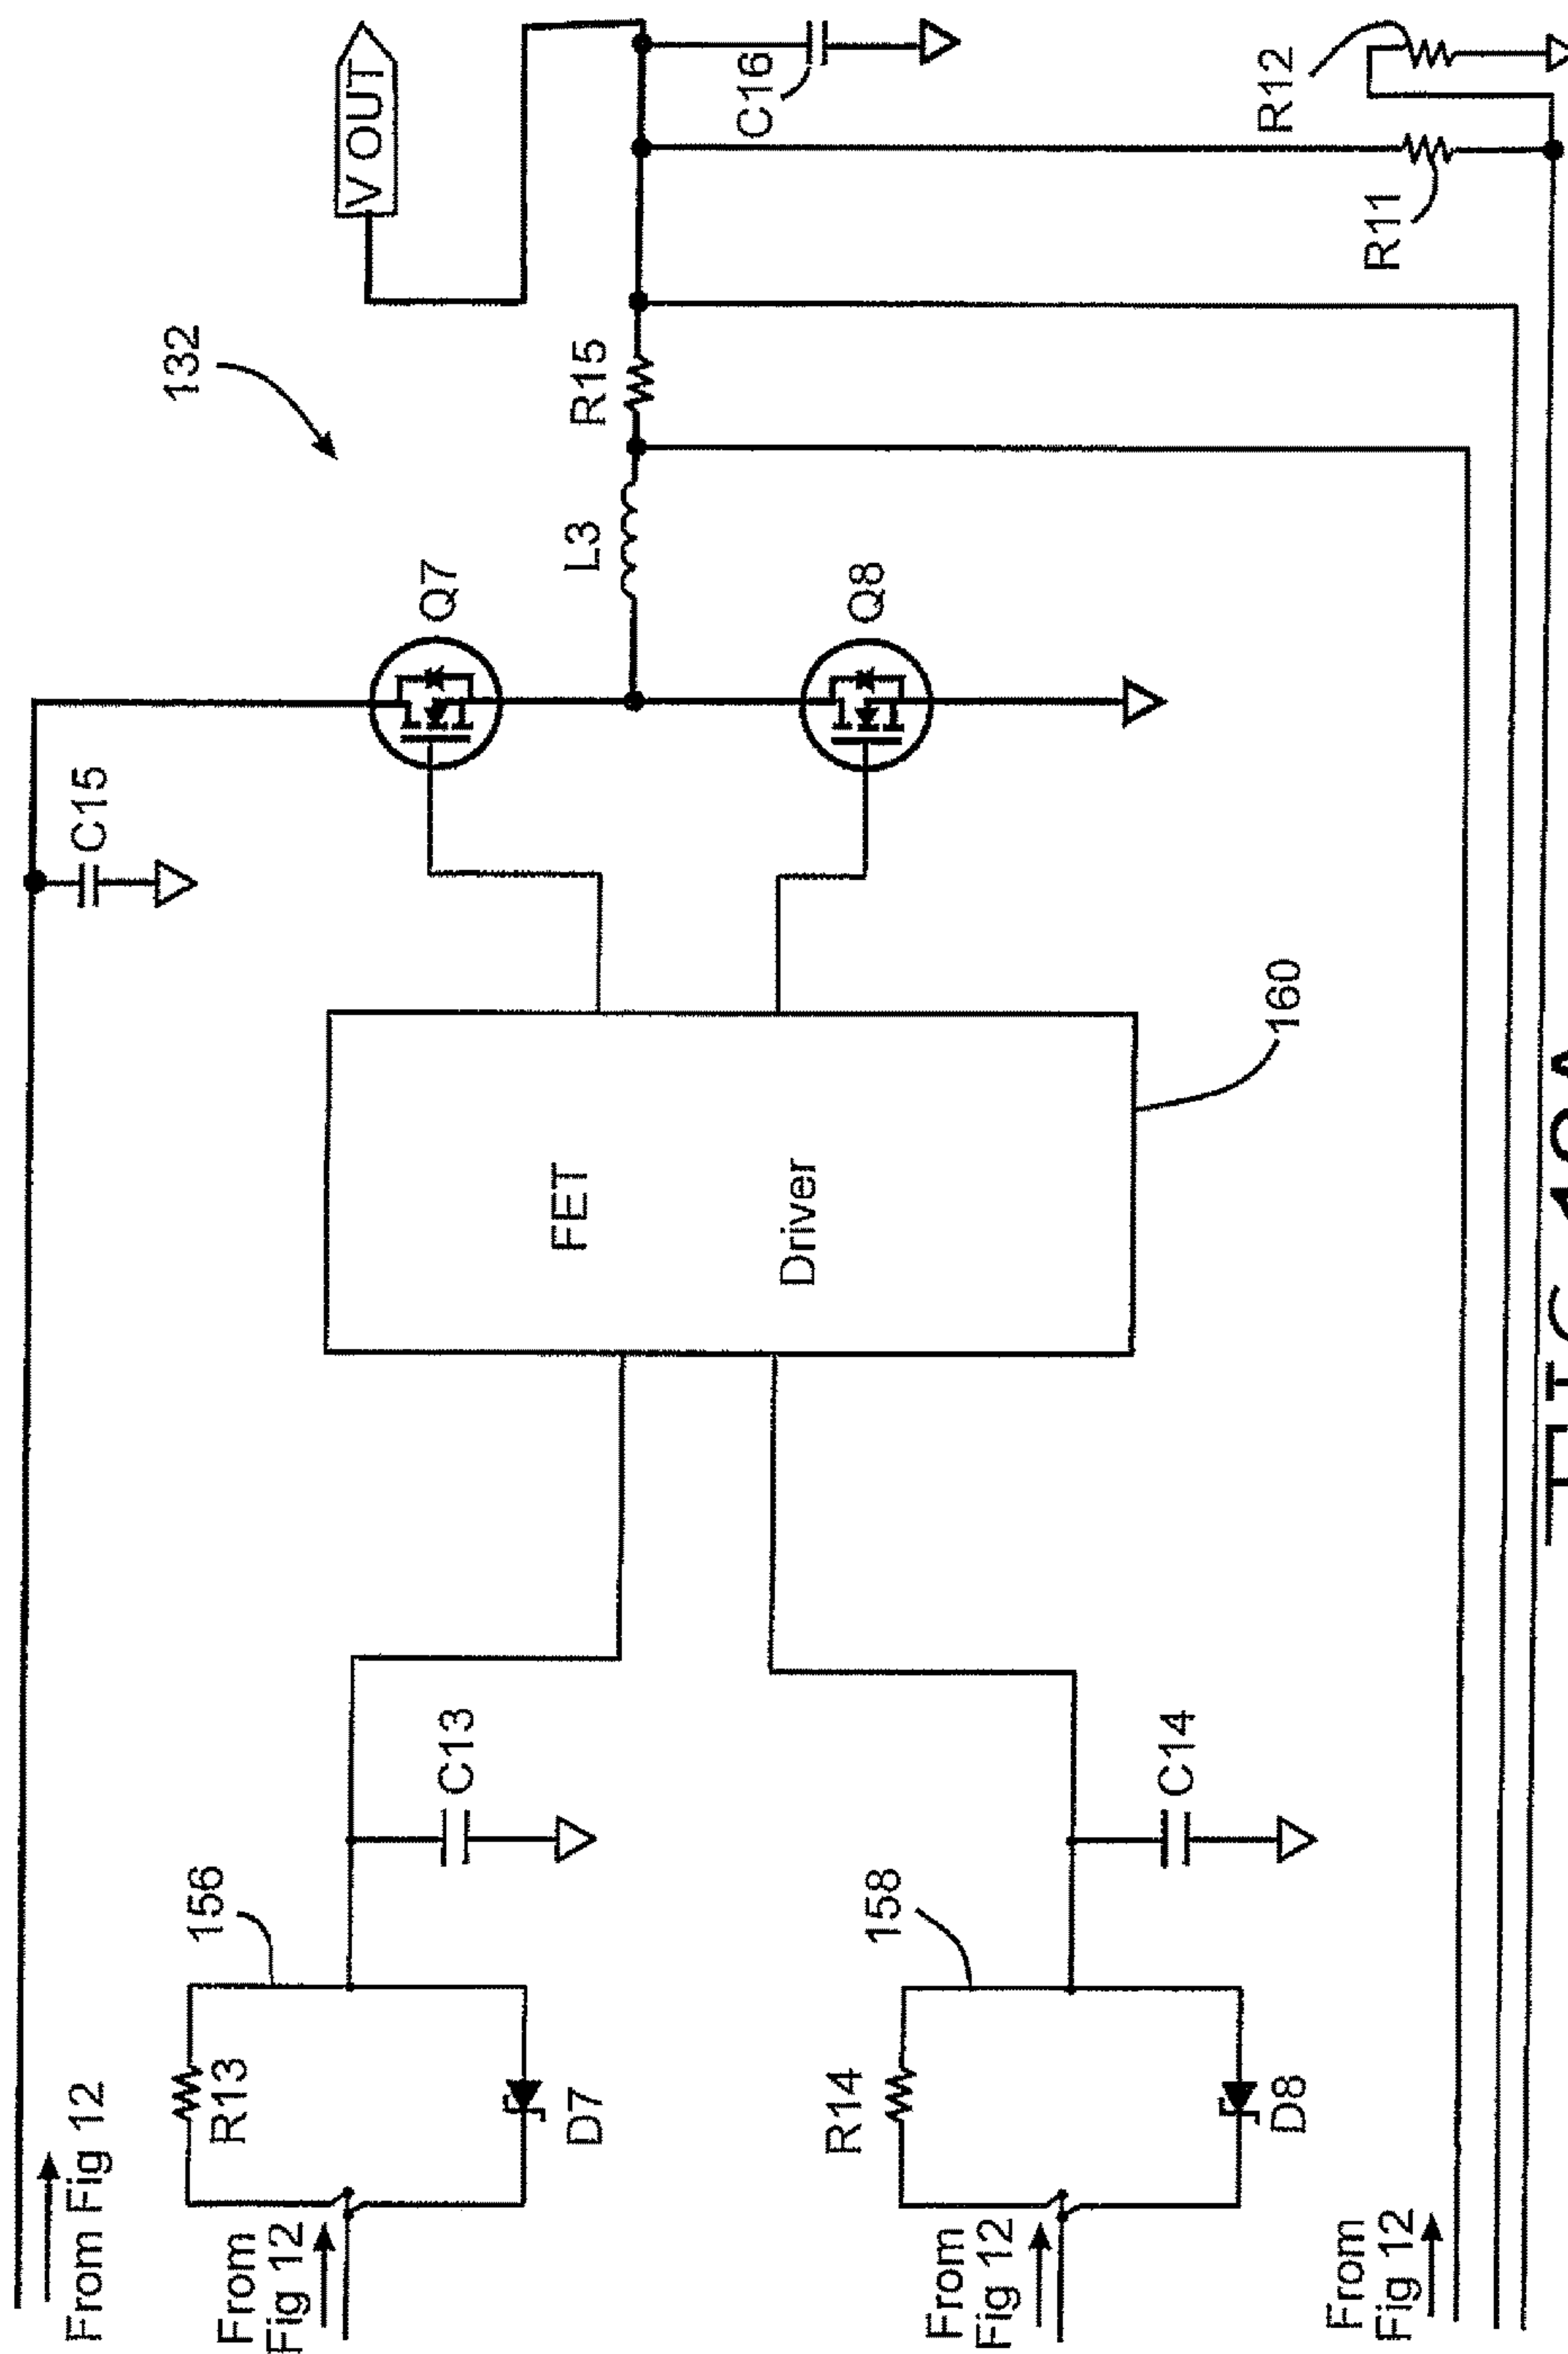 From Fig 12
C15
132
156
R13
From
Fig 12
V OUT
Q7
C13
FET
D7
L3
R15
C16
Driver
R14
Q8
158
From
Fig 12
C14
R12
160
D8
From
Fig 12
R11